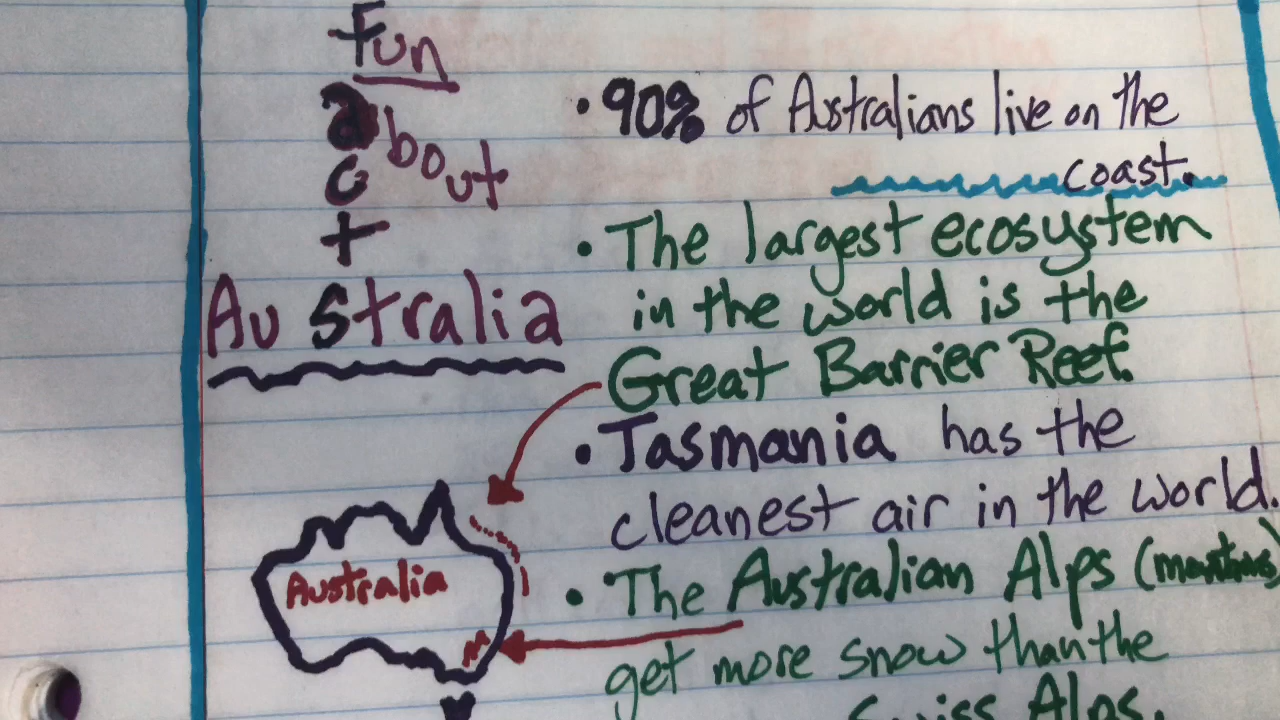 Fun
about
c
t
Australia
• 90% of Australians live on the
coast.
• The largest ecosystem
in the world is the
Great Barrier Reef.
• Tasmania has the
cleanest air in the world.
• The Australian Alps
get more snow than the
Swiss Alps.
Australia